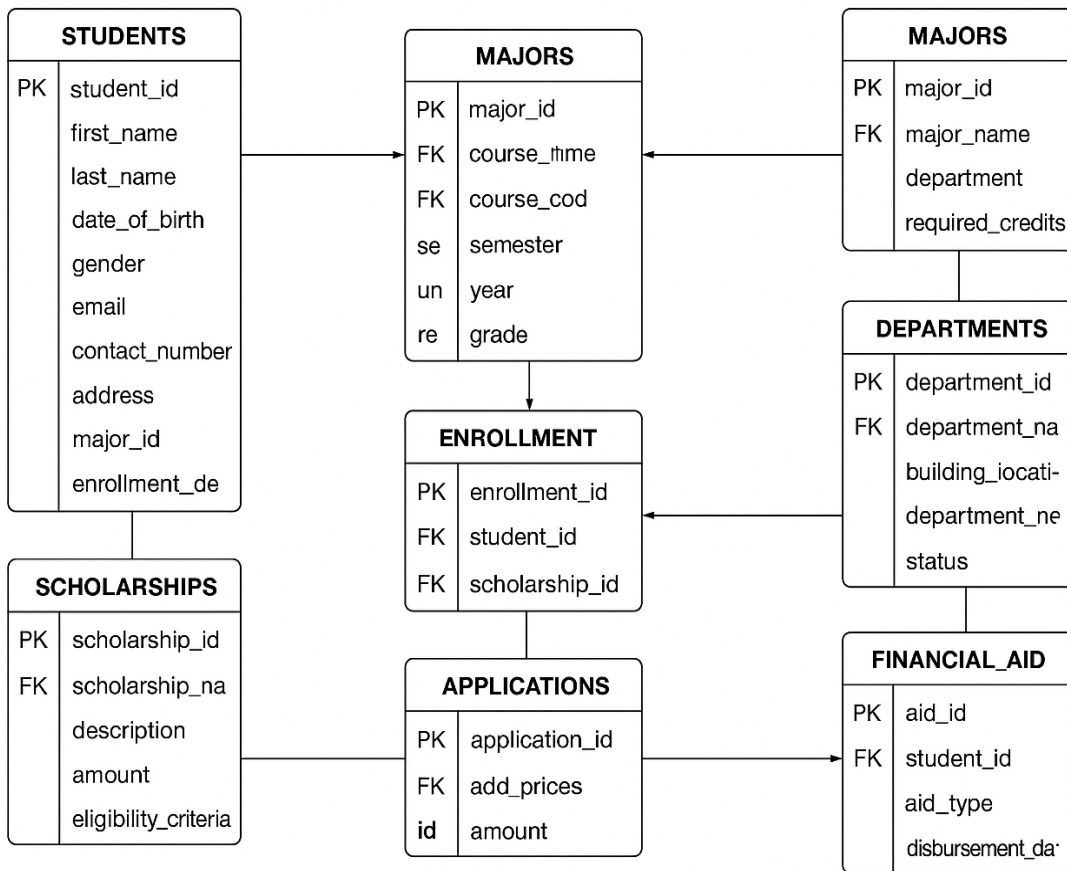 STUDENTS
PK student_id
first_name
last_name
date_of_birth
gender
email
contact_number
address
major_id
enrollment_de
MAJORS
PK major_id
FK
FK course_cod
se semester
un year
re grade
MAJORS
PK major_id
FK major_name
department
required_credits
DEPARTMENTS
PK department_id
FK department_na
building_iocati-
department_ne
status
ENROLLMENT
PK enrollment_id
FK student_id
FK scholarship_id
SCHOLARSHIPS
PK scholarship_id
FK scholarship_na
description
amount
eligibility_criteria
APPLICATIONS
PK application_id
FK add_prices
id amount
FINANCIAL_AID
PK aid_id
FK student_id
aid_type
disbursement_da